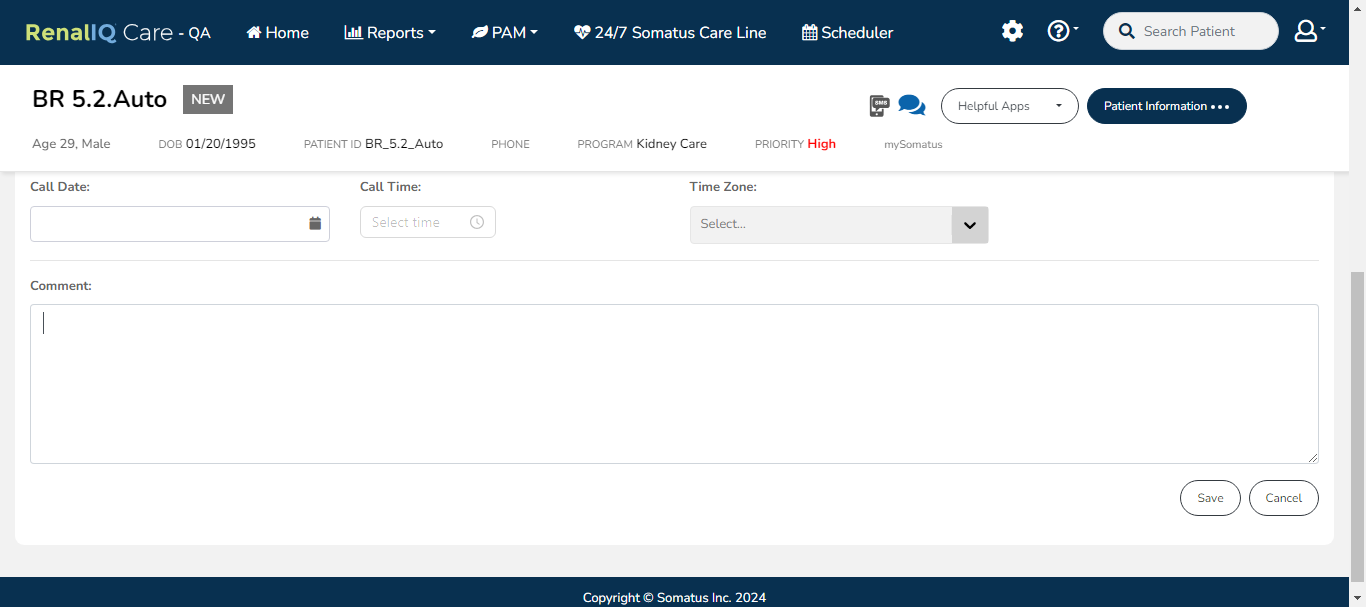 RenalIQ Care - QA Home Reports PAM 24/7 Somatus Care Line Scheduler Search Patient
BR 5.2.Auto NEW SMS Helpful Apps Patient Information
Age 29, Male DOB 01/20/1995 PATIENT ID BR_5.2_Auto PHONE PROGRAM Kidney Care PRIORITY High mySomatus
Call Date: Call Time: Time Zone:
Select time Select...
Comment:
Save Cancel
Copyright © Somatus Inc. 2024